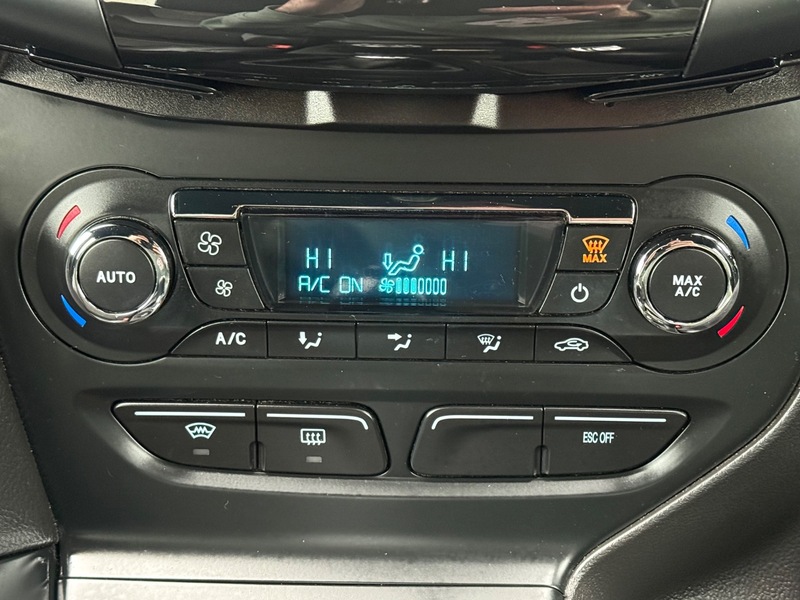 AUTO
HI HI
A/C ON
MAX
MAX
A/C
A/C
ESC OFF